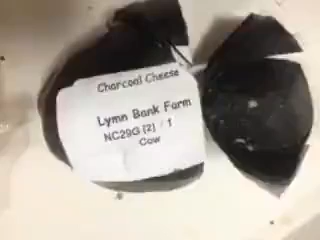 Charcoal Cheese
Lymn Bank Farm
NC29G (2) / 1
Cow